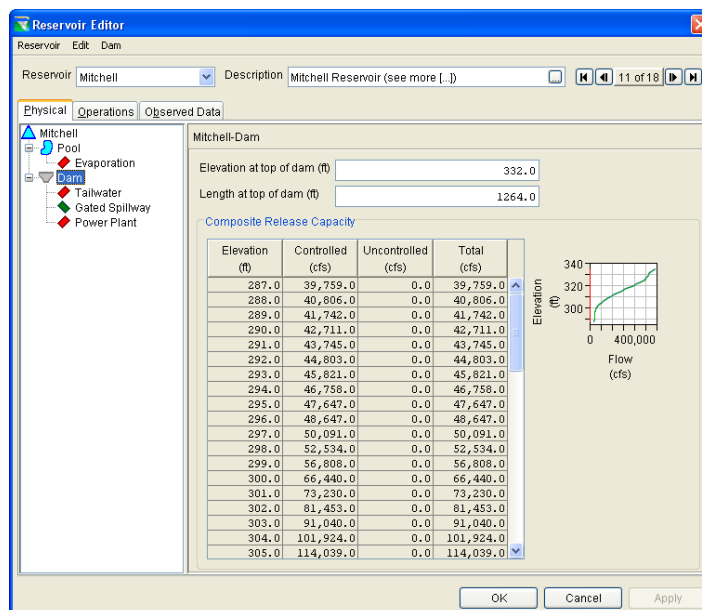 Reservoir Editor
Reservoir Edit Dam
Reservoir Mitchell Description Mitchell Reservoir (see more [...]) ... 11 of 18
Physical Operations Observed Data
Mitchell
Pool
Evaporation
Dam
Tailwater
Gated Spillway
Power Plant
Mitchell-Dam
Elevation at top of dam (ft) 332.0
Length at top of dam (ft) 1264.0
Composite Release Capacity
Elevation Controlled Uncontrolled Total
(ft) (cfs) (cfs) (cfs)
287.0 39,759.0 0.0 39,759.0
288.0 40,806.0 0.0 40,806.0
289.0 41,742.0 0.0 41,742.0
290.0 42,711.0 0.0 42,711.0
291.0 43,745.0 0.0 43,745.0
292.0 44,803.0 0.0 44,803.0
293.0 45,821.0 0.0 45,821.0
294.0 46,758.0 0.0 46,758.0
295.0 47,647.0 0.0 47,647.0
296.0 48,647.0 0.0 48,647.0
297.0 50,091.0 0.0 50,091.0
298.0 52,534.0 0.0 52,534.0
299.0 56,808.0 0.0 56,808.0
300.0 66,440.0 0.0 66,440.0
301.0 73,230.0 0.0 73,230.0
302.0 81,453.0 0.0 81,453.0
303.0 91,040.0 0.0 91,040.0
304.0 101,924.0 0.0 101,924.0
305.0 114,039.0 0.0 114,039.0
Elevation
(ft)
340
320
300
0 400,000
Flow
(cfs)
OK Cancel Apply